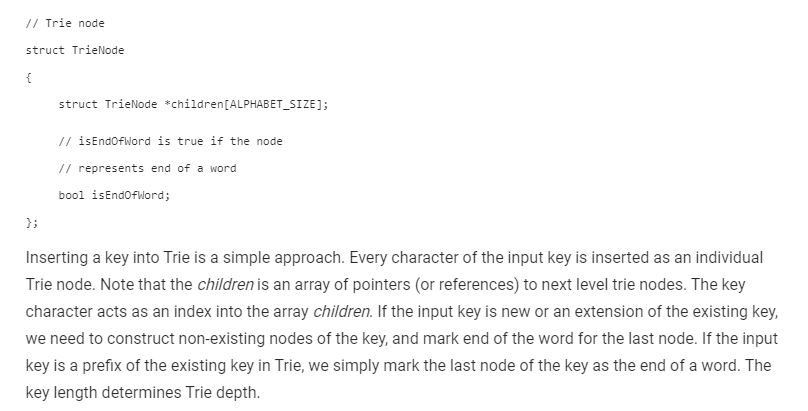 // Trie node
struct TrieNode
{
struct TrieNode *children[ALPHABET_SIZE];
// isEndOfWord is true if the node
// represents end of a word
bool isEndOfWord;
};
Inserting a key into Trie is a simple approach. Every character of the input key is inserted as an individual
Trie node. Note that the children is an array of pointers (or references) to next level trie nodes. The key
character acts as an index into the array children. If the input key is new or an extension of the existing key,
we need to construct non-existing nodes of the key, and mark end of the word for the last node. If the input
key is a prefix of the existing key in Trie, we simply mark the last node of the key as the end of a word. The
key length determines Trie depth.